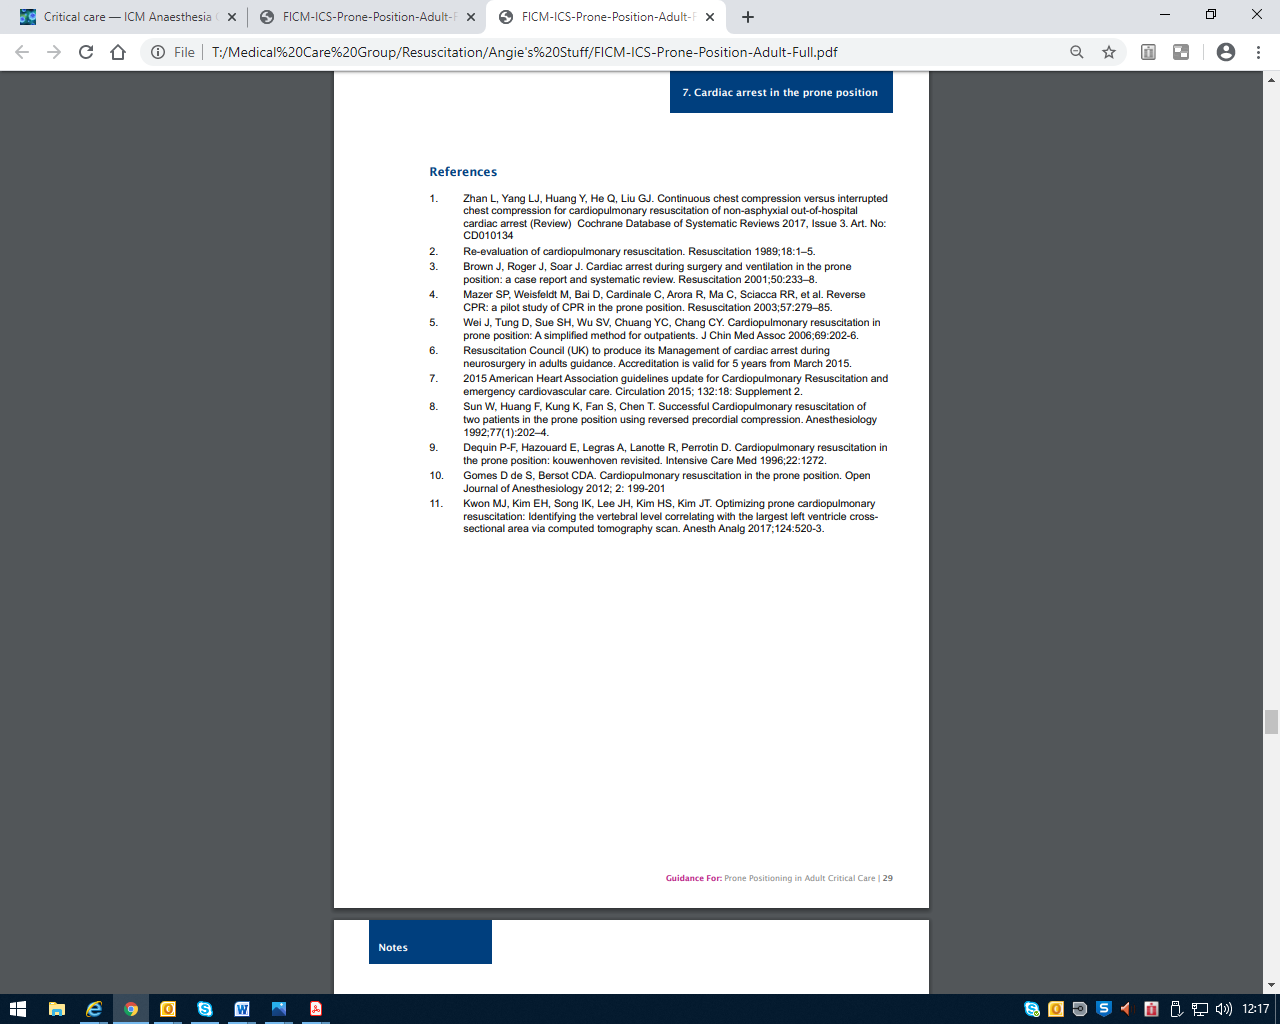 Critical care — ICM Anaesthesia
FICM-ICS-Prone-Position-Adult-F
FICM-ICS-Prone-Position-Adult-F
File
T:/Medical%20Care%20Group/Resuscitation/Angie's%20Stuff/FICM-ICS-Prone-Position-Adult-Full.pdf
7. Cardiac arrest in the prone position
References
1. Zhan L, Yang LJ, Huang Y, He Q, Liu GJ. Continuous chest compression versus interrupted
chest compression for cardiopulmonary resuscitation of non-asphyxial out-of-hospital
cardiac arrest (Review) Cochrane Database of Systematic Reviews 2017, Issue 3. Art. No:
CD010134
2. Re-evaluation of cardiopulmonary resuscitation. Resuscitation 1989;18:1–5.
3. Brown J, Roger J, Soar J. Cardiac arrest during surgery and ventilation in the prone
position: a case report and systematic review. Resuscitation 2001;50:233–8.
4. Mazer SP, Weisfeldt M, Bai D, Cardinale C, Arora R, Ma C, Sciacca RR, et al. Reverse
CPR: a pilot study of CPR in the prone position. Resuscitation 2003;57:279–85.
5. Wei J, Tung D, Sue SH, Wu SV, Chuang YC, Chang CY. Cardiopulmonary resuscitation in
prone position: A simplified method for outpatients. J Chin Med Assoc 2006;69:202-6.
6. Resuscitation Council (UK) to produce its Management of cardiac arrest during
neurosurgery in adults guidance. Accreditation is valid for 5 years from March 2015.
7. 2015 American Heart Association guidelines update for Cardiopulmonary Resuscitation and
emergency cardiovascular care. Circulation 2015; 132:18: Supplement 2.
8. Sun W, Huang F, Kung K, Fan S, Chen T. Successful Cardiopulmonary resuscitation of
two patients in the prone position using reversed precordial compression. Anesthesiology
1992;77(1):202–4.
9. Dequin P-F, Hazouard E, Legras A, Lanotte R, Perrotin D. Cardiopulmonary resuscitation in
the prone position: kouwenhoven revisited. Intensive Care Med 1996;22:1272.
10. Gomes D de S, Bersot CDA. Cardiopulmonary resuscitation in the prone position. Open
Journal of Anesthesiology 2012; 2: 199-201
11. Kwon MJ, Kim EH, Song IK, Lee JH, Kim HS, Kim JT. Optimizing prone cardiopulmonary
resuscitation: Identifying the vertebral level correlating with the largest left ventricle cross-
sectional area via computed tomography scan. Anesth Analg 2017;124:520-3.
Guidance For: Prone Positioning in Adult Critical Care | 29
Notes
12:17